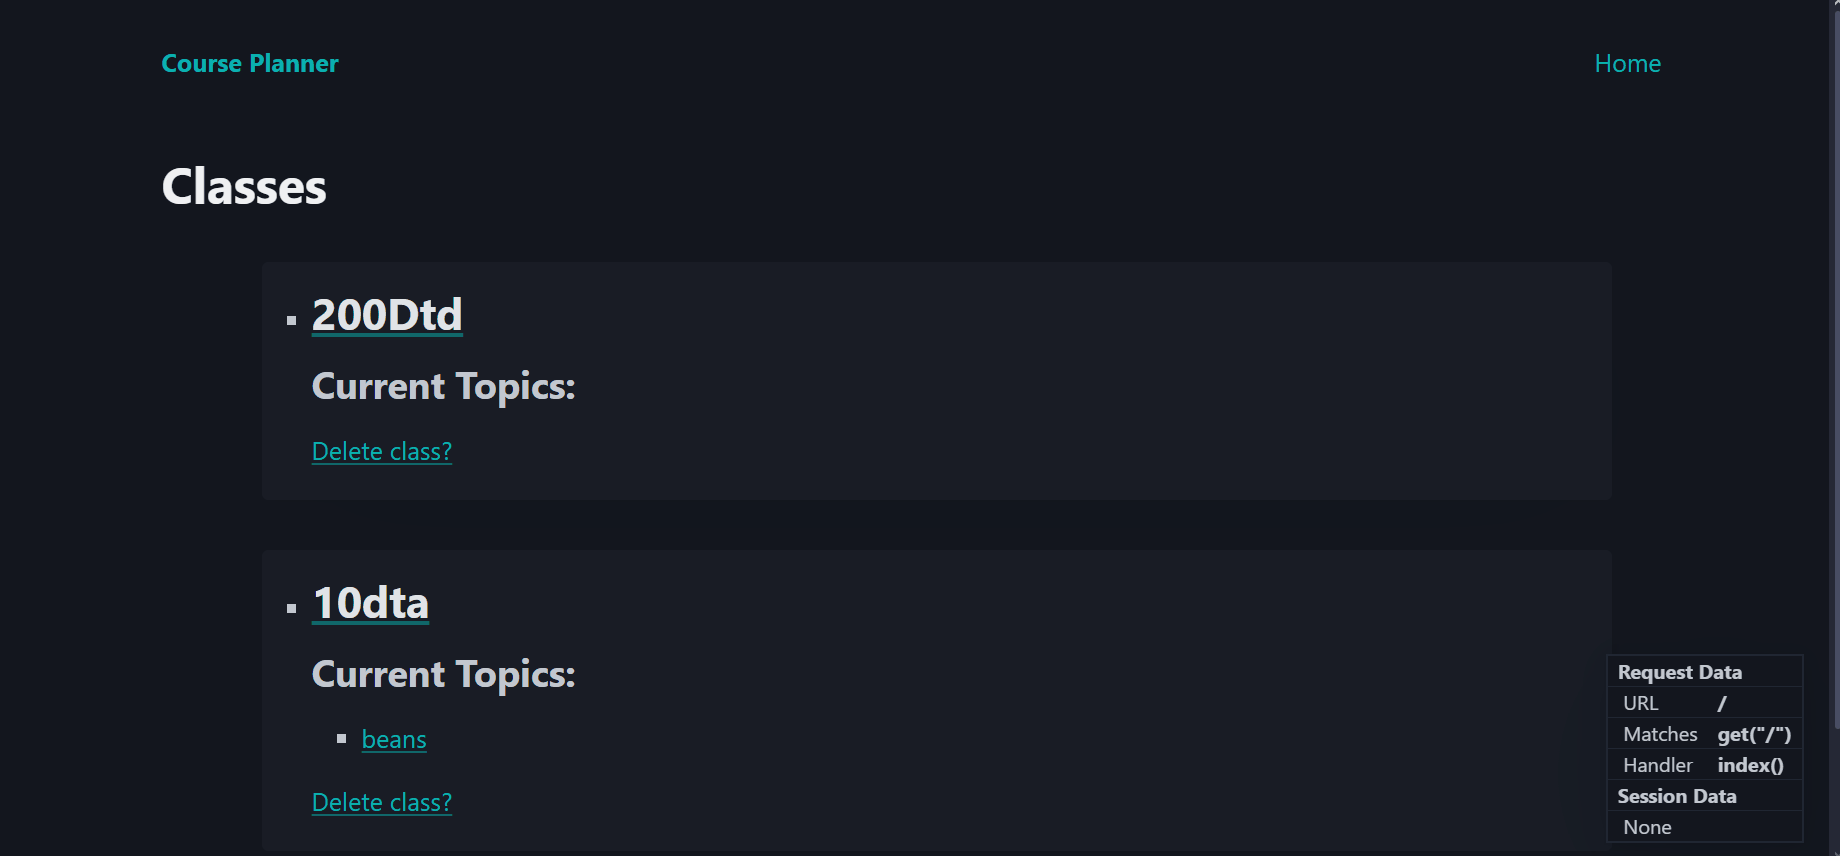 Course Planner Home
Classes
200Dtd
Current Topics:
Delete class?
10dta
Current Topics:
beans
Delete class?
Request Data
URL /
Matches get("/")
Handler index()
Session Data
None